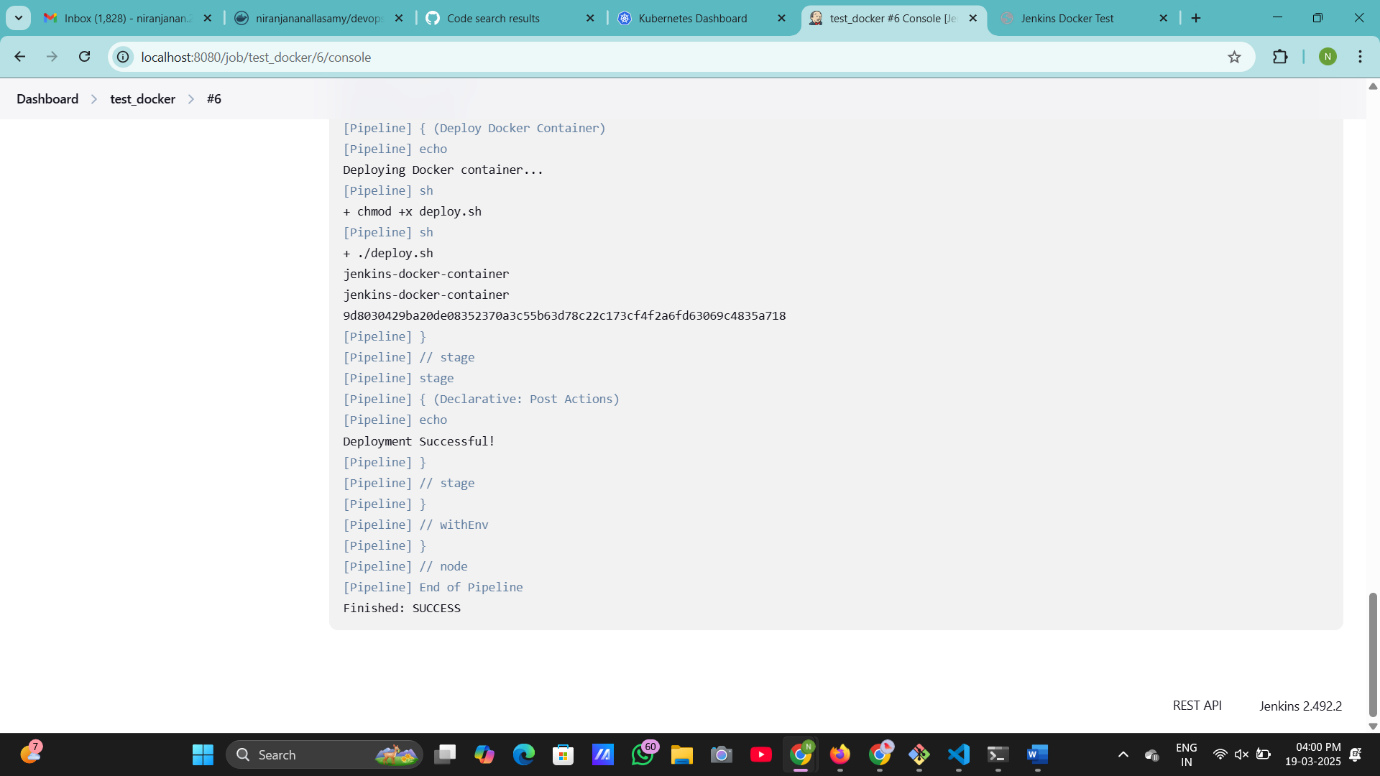 Inbox (1,828) - niranjanan.2
niranjananallasamy/devops
Code search results
Kubernetes Dashboard
test_docker #6 Console [Je
Jenkins Docker Test
localhost:8080/job/test_docker/6/console
N
Dashboard > test_docker > #6
[Pipeline] { (Deploy Docker Container)
[Pipeline] echo
Deploying Docker container...
[Pipeline] sh
+ chmod +x deploy.sh
[Pipeline] sh
+ ./deploy.sh
jenkins-docker-container
jenkins-docker-container
9d8030429ba20de08352370a3c55b63d78c22c173cf4f2a6fd63069c4835a718
[Pipeline] }
[Pipeline] // stage
[Pipeline] stage
[Pipeline] { (Declarative: Post Actions)
[Pipeline] echo
Deployment Successful!
[Pipeline] }
[Pipeline] // stage
[Pipeline] }
[Pipeline] // withEnv
[Pipeline] }
[Pipeline] // node
[Pipeline] End of Pipeline
Finished: SUCCESS
REST API
Jenkins 2.492.2
7
Search
60
N
ENG
IN
04:00 PM
19-03-2025